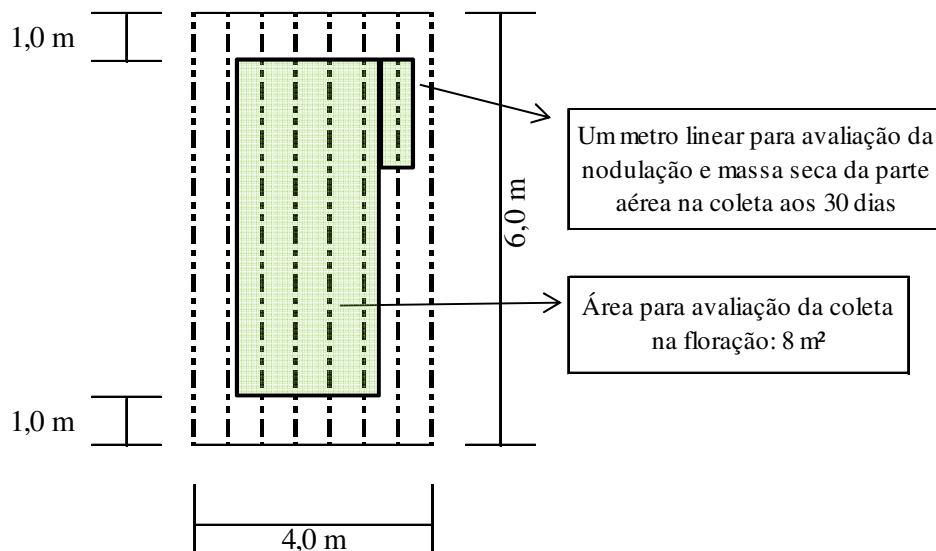 1,0 m
6,0 m
Um metro linear para avaliação da
nodulação e massa seca da parte
aérea na coleta aos 30 dias
Área para avaliação da coleta
na floração: 8 m²
1,0 m
4,0 m